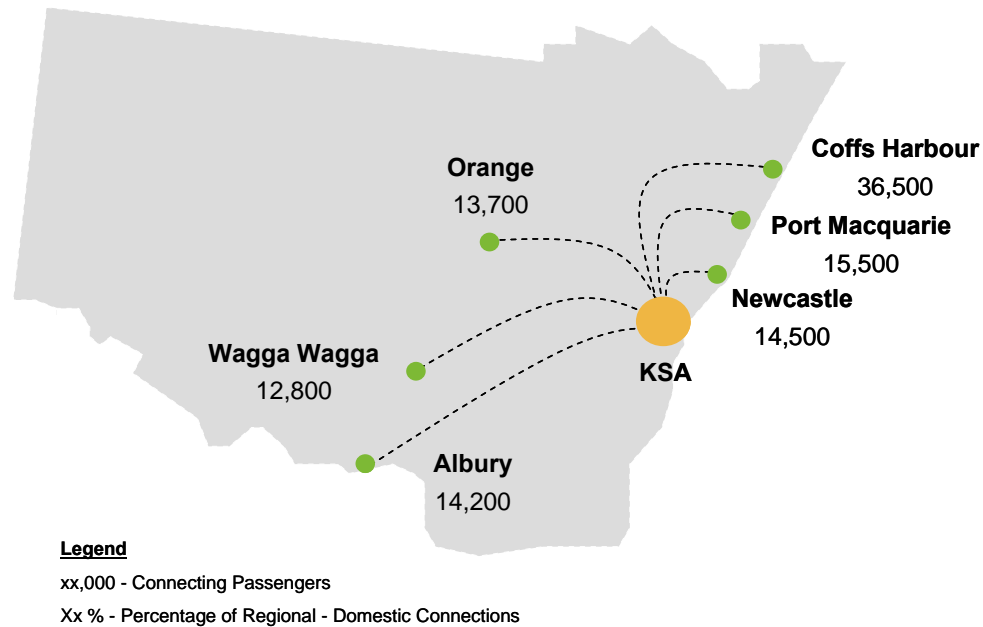 Coffs Harbour
36,500
Orange
13,700
Port Macquarie
15,500
Newcastle
14,500
KSA
Wagga Wagga
12,800
Albury
14,200
Legend
xx,000 - Connecting Passengers
Xx % - Percentage of Regional - Domestic Connections